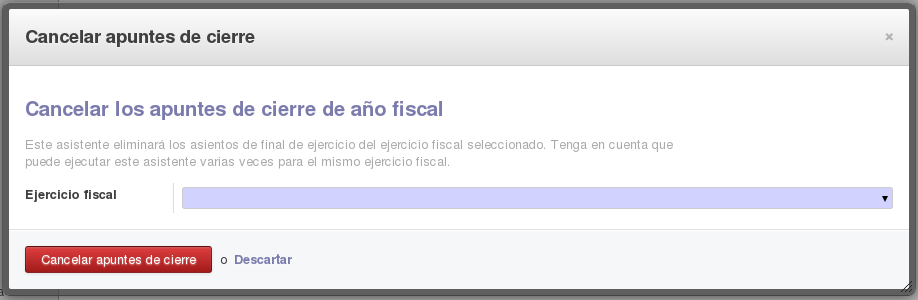 Cancelar apuntes de cierre
×
Cancelar los apuntes de cierre de año fiscal
Este asistente eliminará los asientos de final de ejercicio del ejercicio fiscal seleccionado. Tenga en cuenta que
puede ejecutar este asistente varias veces para el mismo ejercicio fiscal.
Ejercicio fiscal
Cancelar apuntes de cierre o Descartar